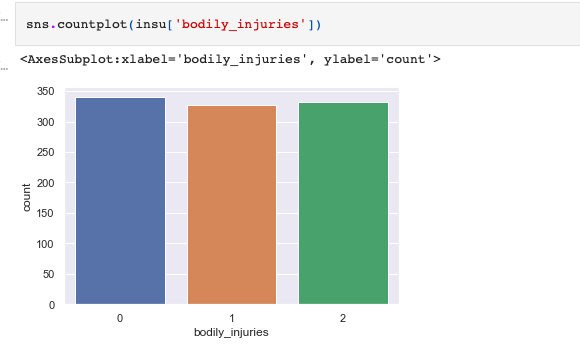 sns.countplot(insu['bodily_injuries'])
<AxesSubplot:xlabel='bodily_injuries', ylabel='count'>
350
300
250
200
150
100
50
0
count
0 1 2
bodily_injuries